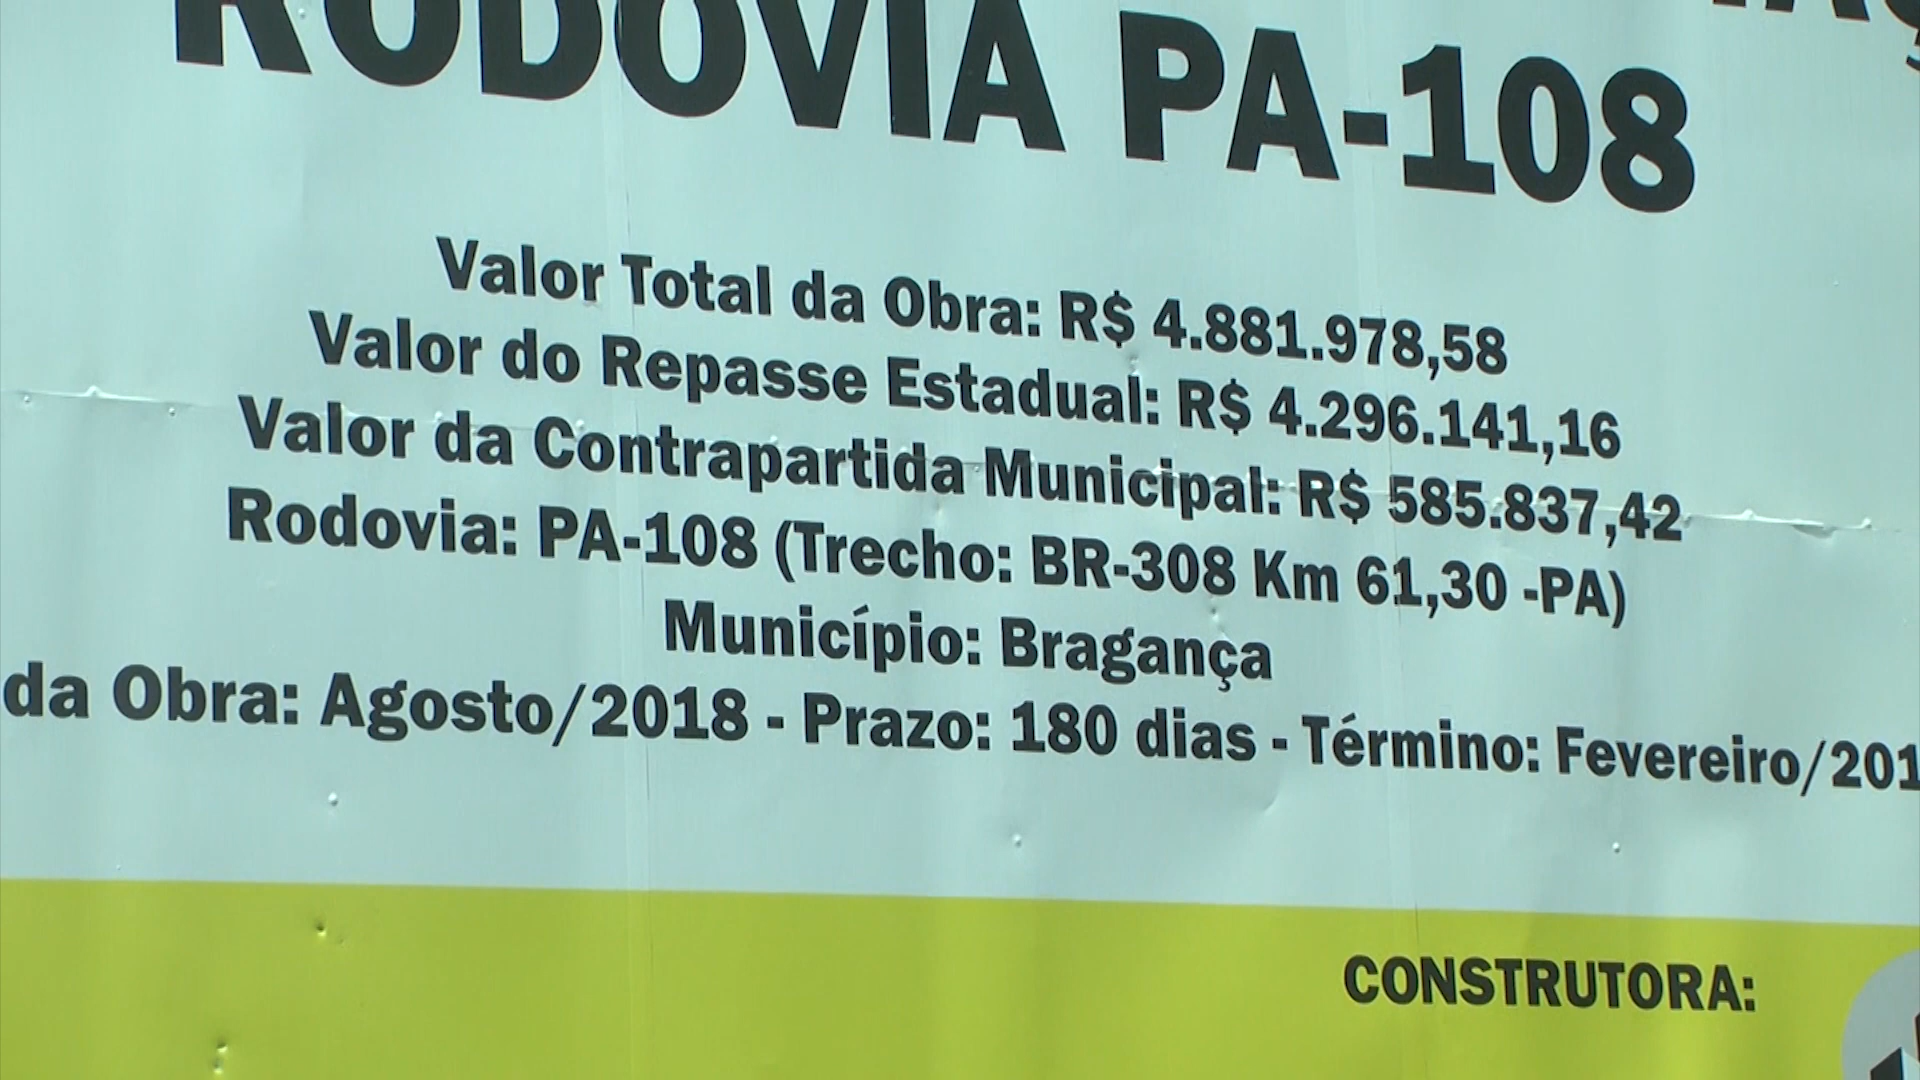 RODOVIA PA-108
Valor Total da Obra: R$ 4.881.978,58
Valor do Repasse Estadual: R$ 4.296.141,16
Valor da Contrapartida Municipal: R$ 585.837,42
Rodovia: PA-108 (Trecho: BR-308 Km 61,30 -PA)
Município: Bragança
da Obra: Agosto/2018 - Prazo: 180 dias - Término: Fevereiro/201
CONSTRUTORA: